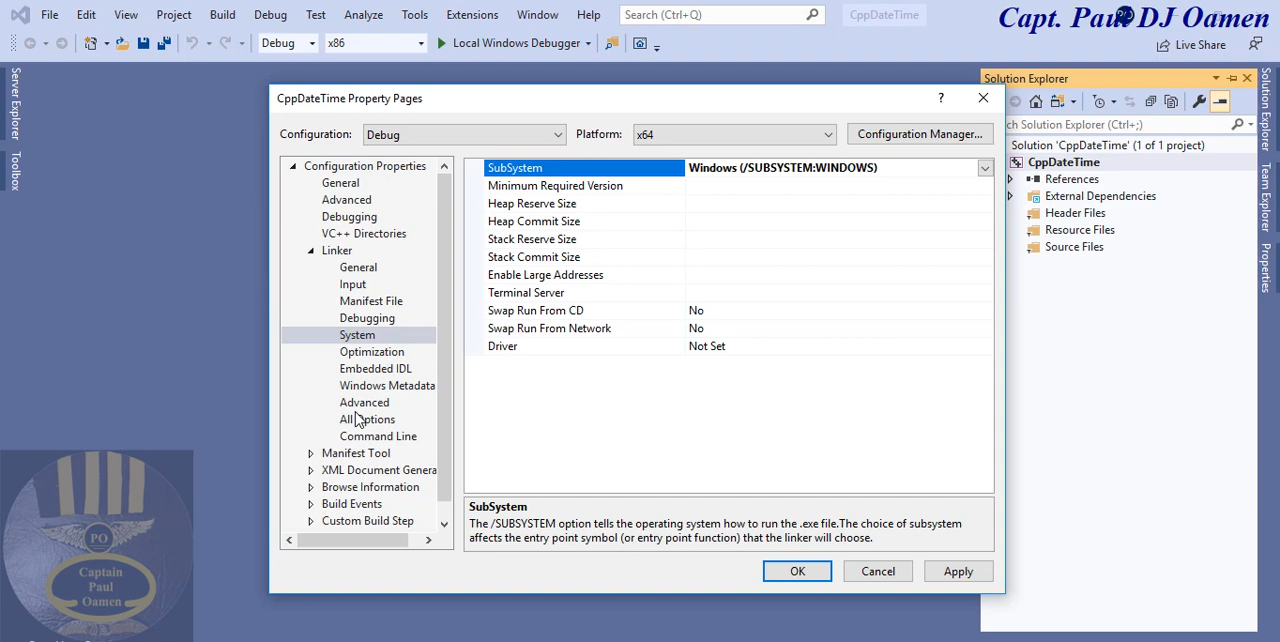 File Edit View Project Build Debug Test Analyze Tools Extensions Window Help Search (Ctrl+Q) CppDateTime
Capt. Paul DJ Oamen
Debug x86 Local Windows Debugger Live Share
Server Explorer
Toolbox
CppDateTime Property Pages ?
Configuration: Debug Platform: x64 Configuration Manager...
Configuration Properties
General
Advanced
Debugging
VC++ Directories
Linker
General
Input
Manifest File
Debugging
System
Optimization
Embedded IDL
Windows Metadata
Advanced
All Options
Command Line
Manifest Tool
XML Document Genera
Browse Information
Build Events
Custom Build Step
SubSystem Windows (/SUBSYSTEM:WINDOWS)
Minimum Required Version
Heap Reserve Size
Heap Commit Size
Stack Reserve Size
Stack Commit Size
Enable Large Addresses
Terminal Server
Swap Run From CD No
Swap Run From Network No
Driver Not Set
SubSystem
The /SUBSYSTEM option tells the operating system how to run the .exe file.The choice of subsystem
affects the entry point symbol (or entry point function) that the linker will choose.
OK Cancel Apply
Solution Explorer
ch Solution Explorer (Ctrl+;)
Solution 'CppDateTime' (1 of 1 project)
CppDateTime
References
External Dependencies
Header Files
Resource Files
Source Files
Solution Explorer
Team Explorer
Properties
PO
PO
Captain
Paul
Oamen